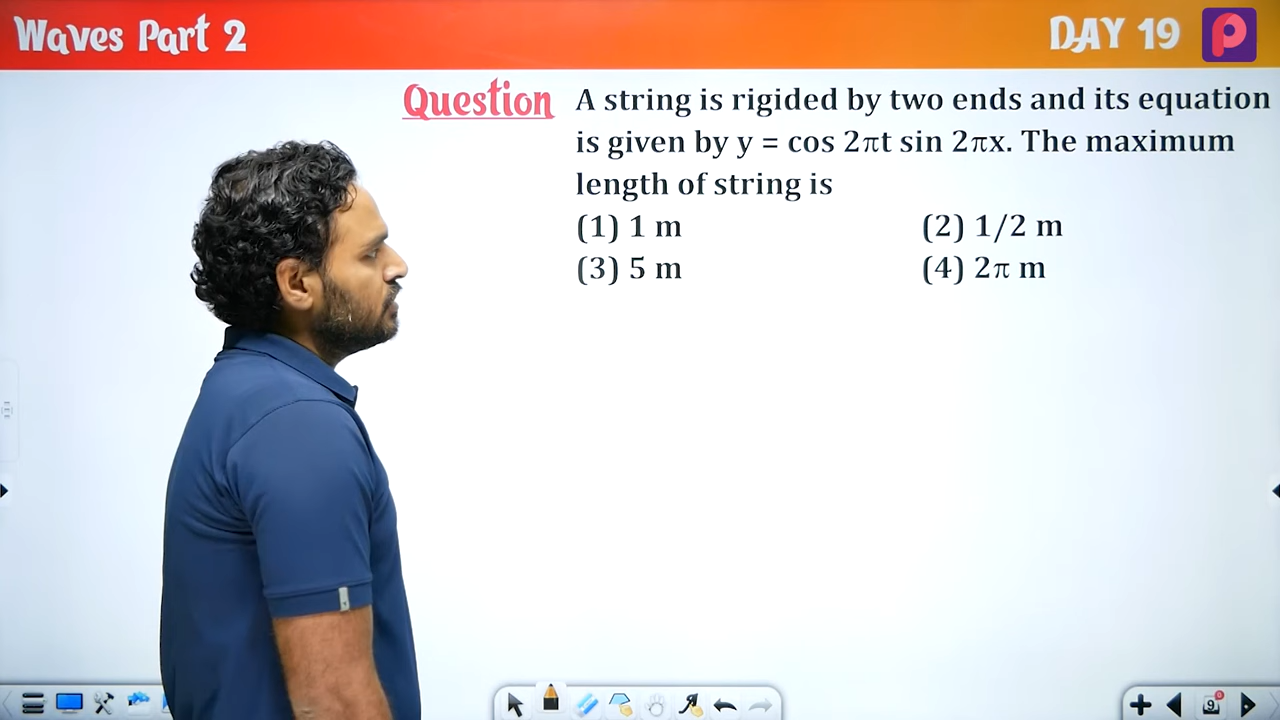 Waves Part 2
DAY 19
Question A string is rigided by two ends and its equation
is given by y = cos 2πt sin 2πx. The maximum
length of string is
(1) 1 m (2) 1/2 m
(3) 5 m (4) 2π m
9